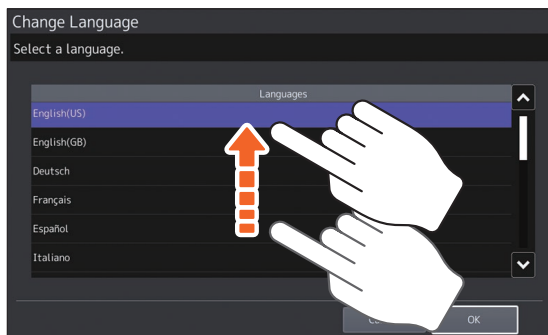 Change Language
Select a language.
Languages
English(US)
English(GB)
Deutsch
Français
Español
Italiano
OK